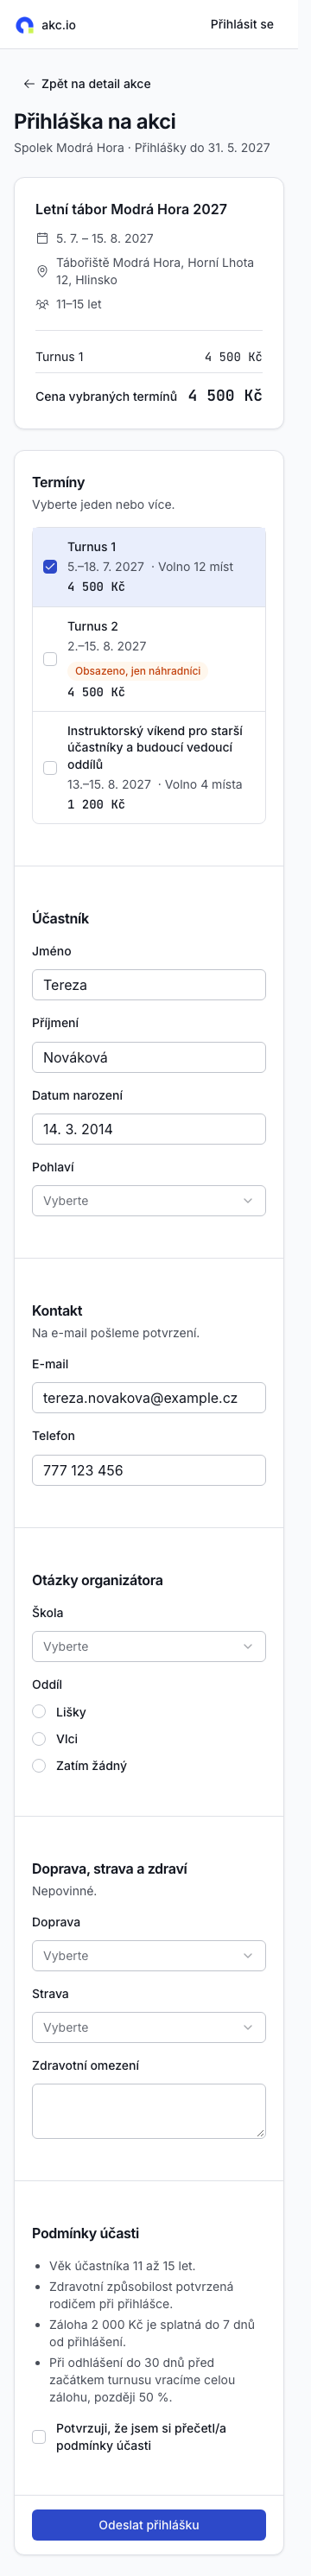 akc.io
Přihlásit se
Zpět na detail akce
Přihláška na akci
Spolek Modrá Hora · Přihlášky do 31. 5. 2027
Letní tábor Modrá Hora 2027
5. 7. – 15. 8. 2027
Tábořiště Modrá Hora, Horní Lhota
12, Hlinsko
11–15 let
Turnus 1 4 500 Kč
Cena vybraných termínů 4 500 Kč
Termíny
Vyberte jeden nebo více.
Turnus 1
5.–18. 7. 2027 · Volno 12 míst
4 500 Kč
Turnus 2
2.–15. 8. 2027
Obsazeno, jen náhradníci
4 500 Kč
Instruktorský víkend pro starší
účastníky a budoucí vedoucí
oddílů
13.–15. 8. 2027 · Volno 4 místa
1 200 Kč
Účastník
Jméno
Tereza
Příjmení
Nováková
Datum narození
14. 3. 2014
Pohlaví
Vyberte
Kontakt
Na e-mail pošleme potvrzení.
E-mail
tereza.novakova@example.cz
Telefon
777 123 456
Otázky organizátora
Škola
Vyberte
Oddíl
Lišky
Vlci
Zatím žádný
Doprava, strava a zdraví
Nepovinné.
Doprava
Vyberte
Strava
Vyberte
Zdravotní omezení
Podmínky účasti
• Věk účastníka 11 až 15 let.
• Zdravotní způsobilost potvrzená
rodičem při přihlášce.
• Záloha 2 000 Kč je splatná do 7 dnů
od přihlášení.
• Při odhlášení do 30 dnů před
začátkem turnusu vracíme celou
zálohu, později 50 %.
Potvrzuji, že jsem si přečetl/a
podmínky účasti
Odeslat přihlášku